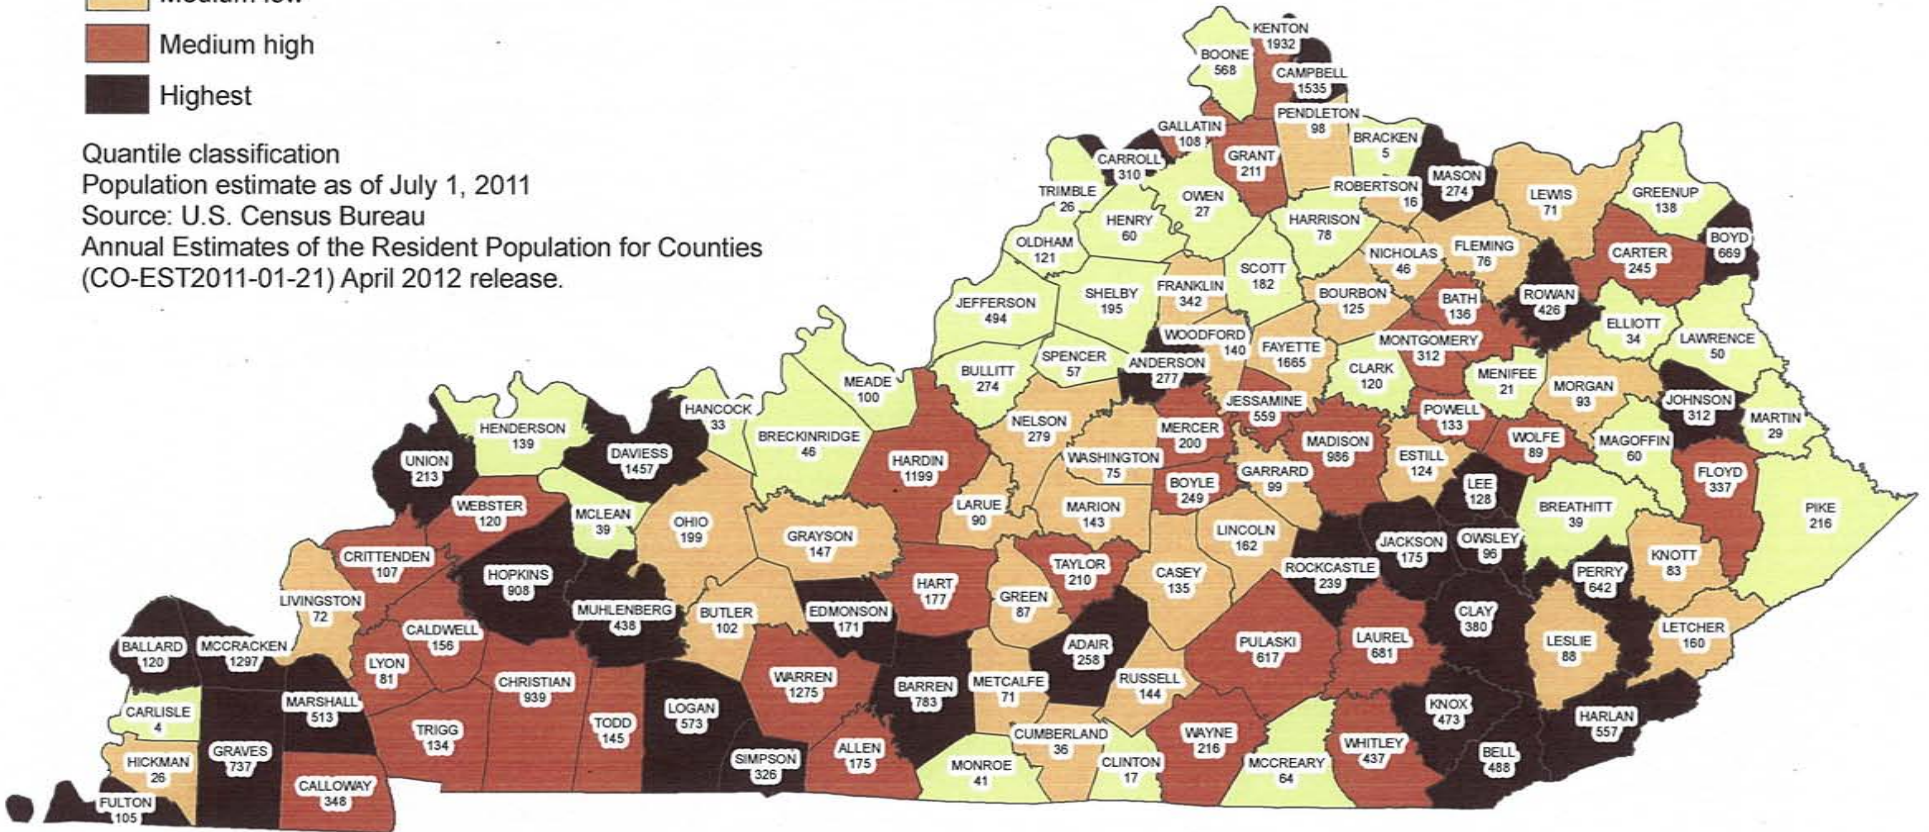 Medium low
Medium high
Highest
Quantile classification
Population estimate as of July 1, 2011
Source: U.S. Census Bureau
Annual Estimates of the Resident Population for Counties
(CO-EST2011-01-21) April 2012 release.
KENTON
1932
BOONE
568
CAMPBELL
1535
PENDLETON
98
GALLATIN
108
BRACKEN
5
CARROLL
310
GRANT
211
MASON
274
ROBERTSON
16
LEWIS
71
GREENUP
138
TRIMBLE
26
OWEN
27
HENRY
60
HARRISON
78
OLDHAM
121
NICHOLAS
46
FLEMING
76
CARTER
245
BOYD
669
SCOTT
182
FRANKLIN
342
SHELBY
195
JEFFERSON
494
BOURBON
125
BATH
136
ROWAN
426
ELLIOTT
34
LAWRENCE
50
WOODFORD
140
FAYETTE
1665
MONTGOMERY
312
SPENCER
57
ANDERSON
277
BULLITT
274
CLARK
120
MENIFEE
21
MORGAN
93
MEADE
100
JOHNSON
312
MARTIN
29
HANCOCK
33
JESSAMINE
559
POWELL
133
HENDERSON
139
BRECKINRIDGE
46
NELSON
279
MERCER
200
MADISON
986
WOLFE
89
MAGOFFIN
60
UNION
213
DAVIESS
1457
HARDIN
1199
WASHINGTON
75
GARRARD
99
ESTILL
124
FLOYD
337
BOYLE
249
LEE
128
WEBSTER
120
MCLEAN
39
OHIO
199
GRAYSON
147
LARUE
90
MARION
143
LINCOLN
162
BREATHITT
39
PIKE
216
CRITTENDEN
107
JACKSON
175
OWSLEY
96
KNOTT
83
HOPKINS
908
HART
177
TAYLOR
210
CASEY
135
ROCKCASTLE
239
PERRY
642
LIVINGSTON
72
MUHLENBERG
438
BUTLER
102
EDMONSON
171
GREEN
87
CLAY
380
CALDWELL
156
ADAIR
258
PULASKI
617
LAUREL
681
LESLIE
88
LETCHER
160
BALLARD
120
MCCRACKEN
1297
LYON
81
CHRISTIAN
939
WARREN
1275
BARREN
783
METCALFE
71
RUSSELL
144
MARSHALL
513
CARLISLE
4
TRIGG
134
TODD
145
LOGAN
573
KNOX
473
HARLAN
557
CUMBERLAND
36
WAYNE
216
WHITLEY
437
HICKMAN
26
GRAVES
737
SIMPSON
326
ALLEN
175
MONROE
41
CLINTON
17
MCCREARY
64
BELL
488
CALLOWAY
348
FULTON
105